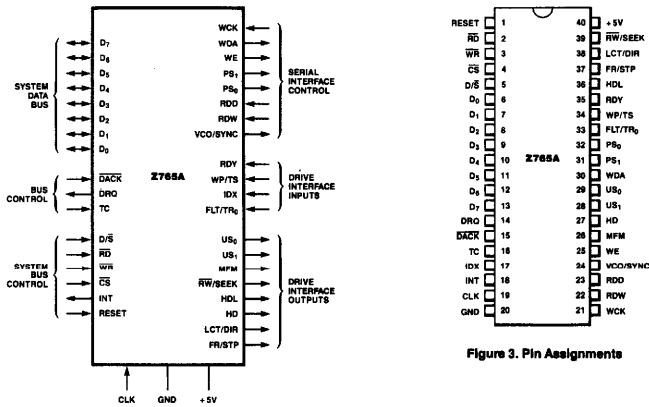 WCK
D7 WDA
D6 WE
D5 PS1
D4 PS0
D3 RDD
D2 RDW
D1 VCO/SYNC
D0
SYSTEM
DATA
BUS
SERIAL
INTERFACE
CONTROL
RDY
DACK Z765A WP/TS
DRQ IDX
TC FLT/TR0
BUS
CONTROL
DRIVE
INTERFACE
INPUTS
D/S US0
RD US1
WR MFM
CS RW/SEEK
INT HDL
RESET HD
LCT/DIR
FR/STP
SYSTEM
BUS
CONTROL
DRIVE
INTERFACE
OUTPUTS
CLK GND +5V
RESET 1 40 +5V
RD 2 39 RW/SEEK
WR 3 38 LCT/DIR
CS 4 37 FR/STP
D/S 5 36 HDL
D0 6 35 RDY
D1 7 34 WP/TS
D2 8 33 FLT/TR0
D3 9 32 PS0
D4 10 Z765A 31 PS1
D5 11 30 WDA
D6 12 29 US0
D7 13 28 US1
DRQ 14 27 HD
DACK 15 26 MFM
TC 16 25 WE
IDX 17 24 VCO/SYNC
INT 18 23 RDD
CLK 19 22 RDW
GND 20 21 WCK
Figure 3. Pin Assignments